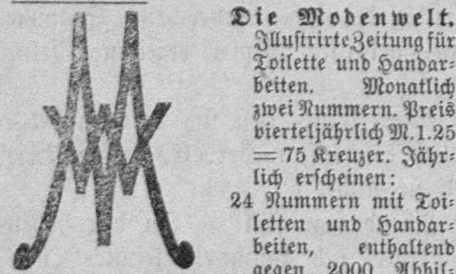 Die Modenwelt.
Illustrirte Zeitung für
Toilette und Handar⸗
beiten. Monatlich
zwei Nummern. Preis
vierteljährlich M. 1.25
= 75 Kreuzer. Jähr⸗
lich erscheinen:
24 Nummern mit Toi⸗
letten und Handar⸗
beiten, enthaltend
gegen 2000 Abbil⸗